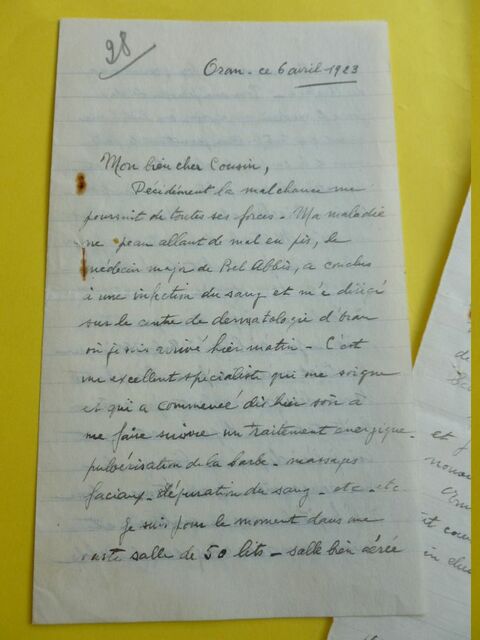 98
Oran - ce 6 avril - 1923
Mon bien cher Cousin,
Décidément la malchance me
poursuit de toutes ses forces - Ma maladie
de peau allant de mal en pis, le
médecin major de Bel Abbès, a conclus
à une infection du sang et m'a dirigé
sur le centre de dermatologie d'Oran
où je suis arrivé hier matin - C'est
un excellent spécialiste qui me soigne
et qui a commencé dès hier soir à
me faire suivre un traitement énergique -
pulvérisation de la barbe - massages
faciaux - dépuration du sang - etc - etc
Je suis pour le moment dans une
vaste salle de 50 lits - salle bien aérée